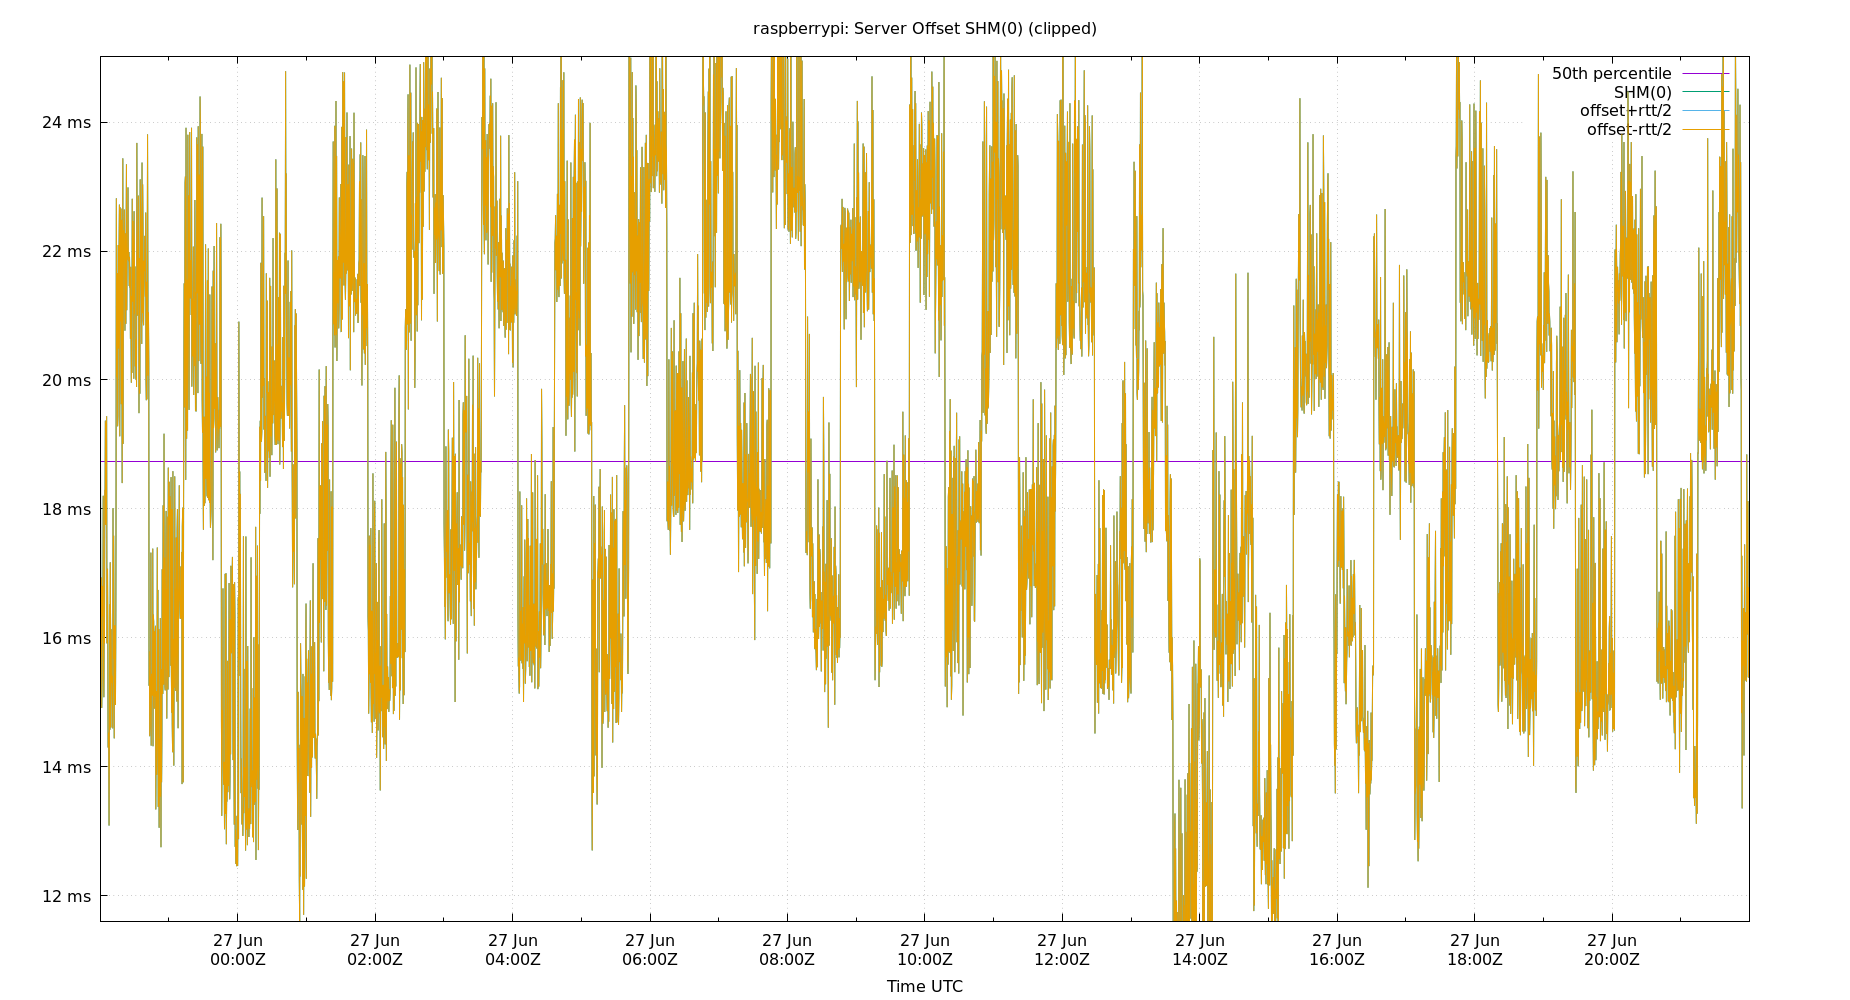 raspberrypi: Server Offset SHM(0) (clipped)
50th percentile
SHM(0)
offset+rtt/2
offset-rtt/2
24 ms
22 ms
20 ms
18 ms
16 ms
14 ms
12 ms
27 Jun 27 Jun 27 Jun 27 Jun 27 Jun 27 Jun 27 Jun 27 Jun 27 Jun 27 Jun 27 Jun
00:00Z 02:00Z 04:00Z 06:00Z 08:00Z 10:00Z 12:00Z 14:00Z 16:00Z 18:00Z 20:00Z
Time UTC